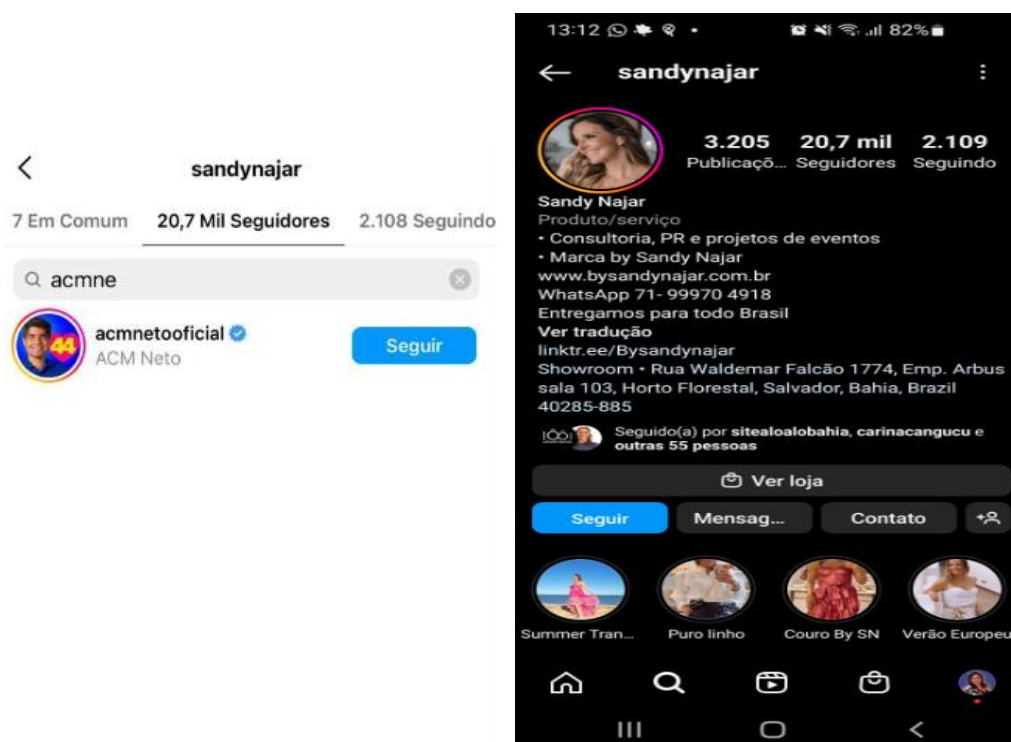 sandynajar
7 Em Comum 20,7 Mil Seguidores 2.108 Seguindo
acmne
44
acmnetooficial
ACM Neto
Seguir
13:12 82%
sandynajar
3.205 20,7 mil 2.109
Publicaçõ... Seguidores Seguindo
Sandy Najar
Produto/serviço
• Consultoria, PR e projetos de eventos
• Marca by Sandy Najar
www.bysandynajar.com.br
WhatsApp 71- 99970 4918
Entregamos para todo Brasil
Ver tradução
linktr.ee/Bysandynajar
Showroom • Rua Waldemar Falcão 1774, Emp. Arbus
sala 103, Horto Florestal, Salvador, Bahia, Brazil
40285-885
Seguido(a) por sitealoalobahia, carinacangucu e
outras 55 pessoas
Ver loja
Seguir Mensag... Contato
Summer Tran... Puro linho Couro By SN Verão Europeu